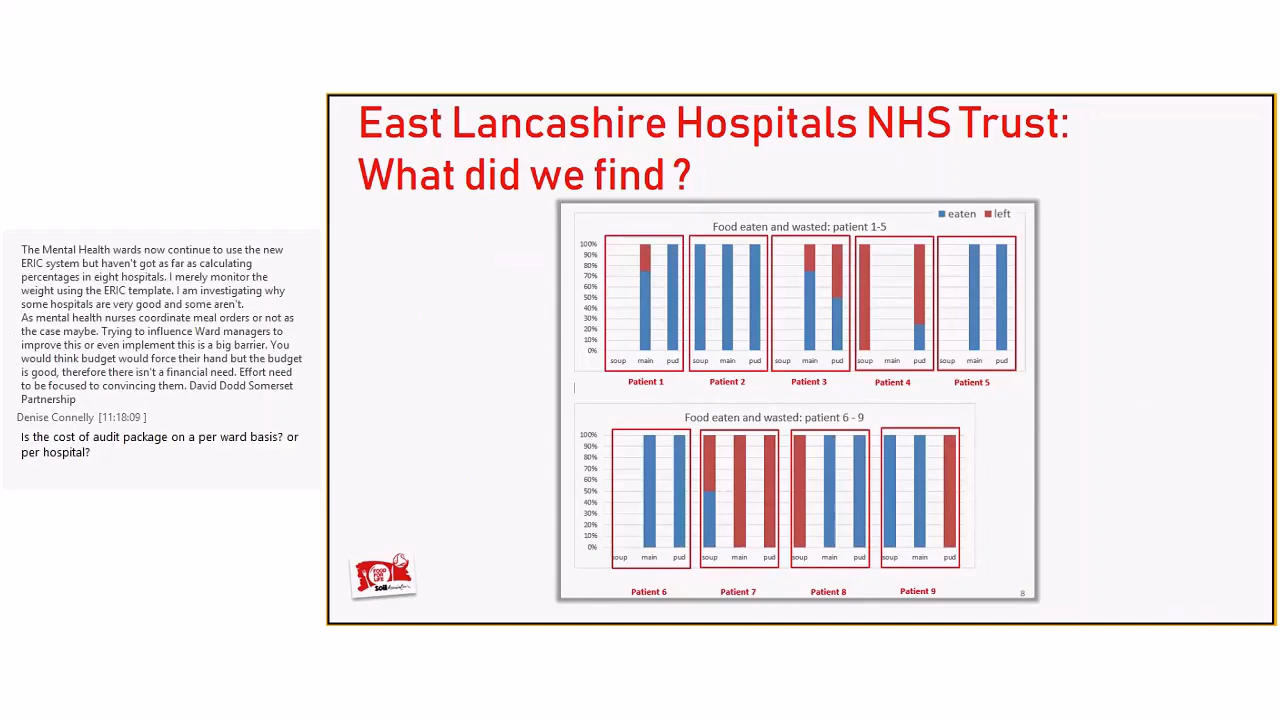 The Mental Health wards now continue to use the new
ERIC system but haven't got as far as calculating
percentages in eight hospitals. I merely monitor the
weight using the ERIC template. I am investigating why
some hospitals are very good and some aren't.
As mental health nurses coordinate meal orders or not as
the case maybe. Trying to influence Ward managers to
improve this or even implement this is a big barrier. You
would think budget would force their hand but the budget
is good, therefore there isn't a financial need. Effort need
to be focused to convincing them. David Dodd Somerset
Partnership
Denise Connelly [11:18:09 ]
Is the cost of audit package on a per ward basis? or
per hospital?
East Lancashire Hospitals NHS Trust:
What did we find ?
eaten left
Food eaten and wasted: patient 1-5
100%
90%
80%
70%
60%
50%
40%
30%
20%
10%
0%
soup main pud soup main pud soup main pud soup main pud soup main pud
Patient 1 Patient 2 Patient 3 Patient 4 Patient 5
Food eaten and wasted: patient 6 - 9
100%
90%
80%
70%
60%
50%
40%
30%
20%
10%
0%
soup main pud soup main pud soup main pud soup main pud
Patient 6 Patient 7 Patient 8 Patient 9
8
FOOD
FOR
LIFE
soil